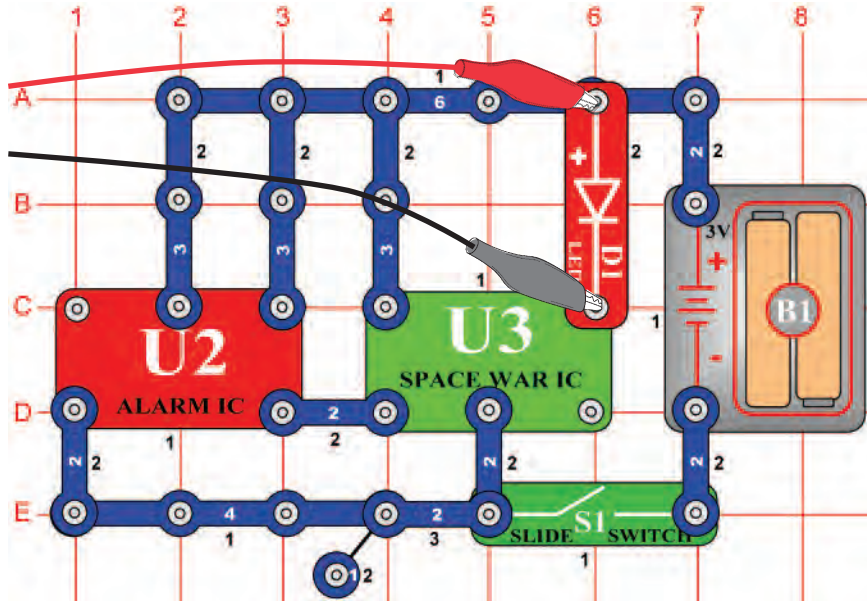 1 2 3 4 5 6 7 8
A
1
6
2 2 2 2 2 2
+
B
3 3 3
D1
LED
3V
+
1
C
1
B1
U2
U3
-
ALARM IC
SPACE WAR IC
D
2
1 2
2 2 2 2 2 2
E
4
2
S1
1 3
SLIDE SWITCH
1 2
1